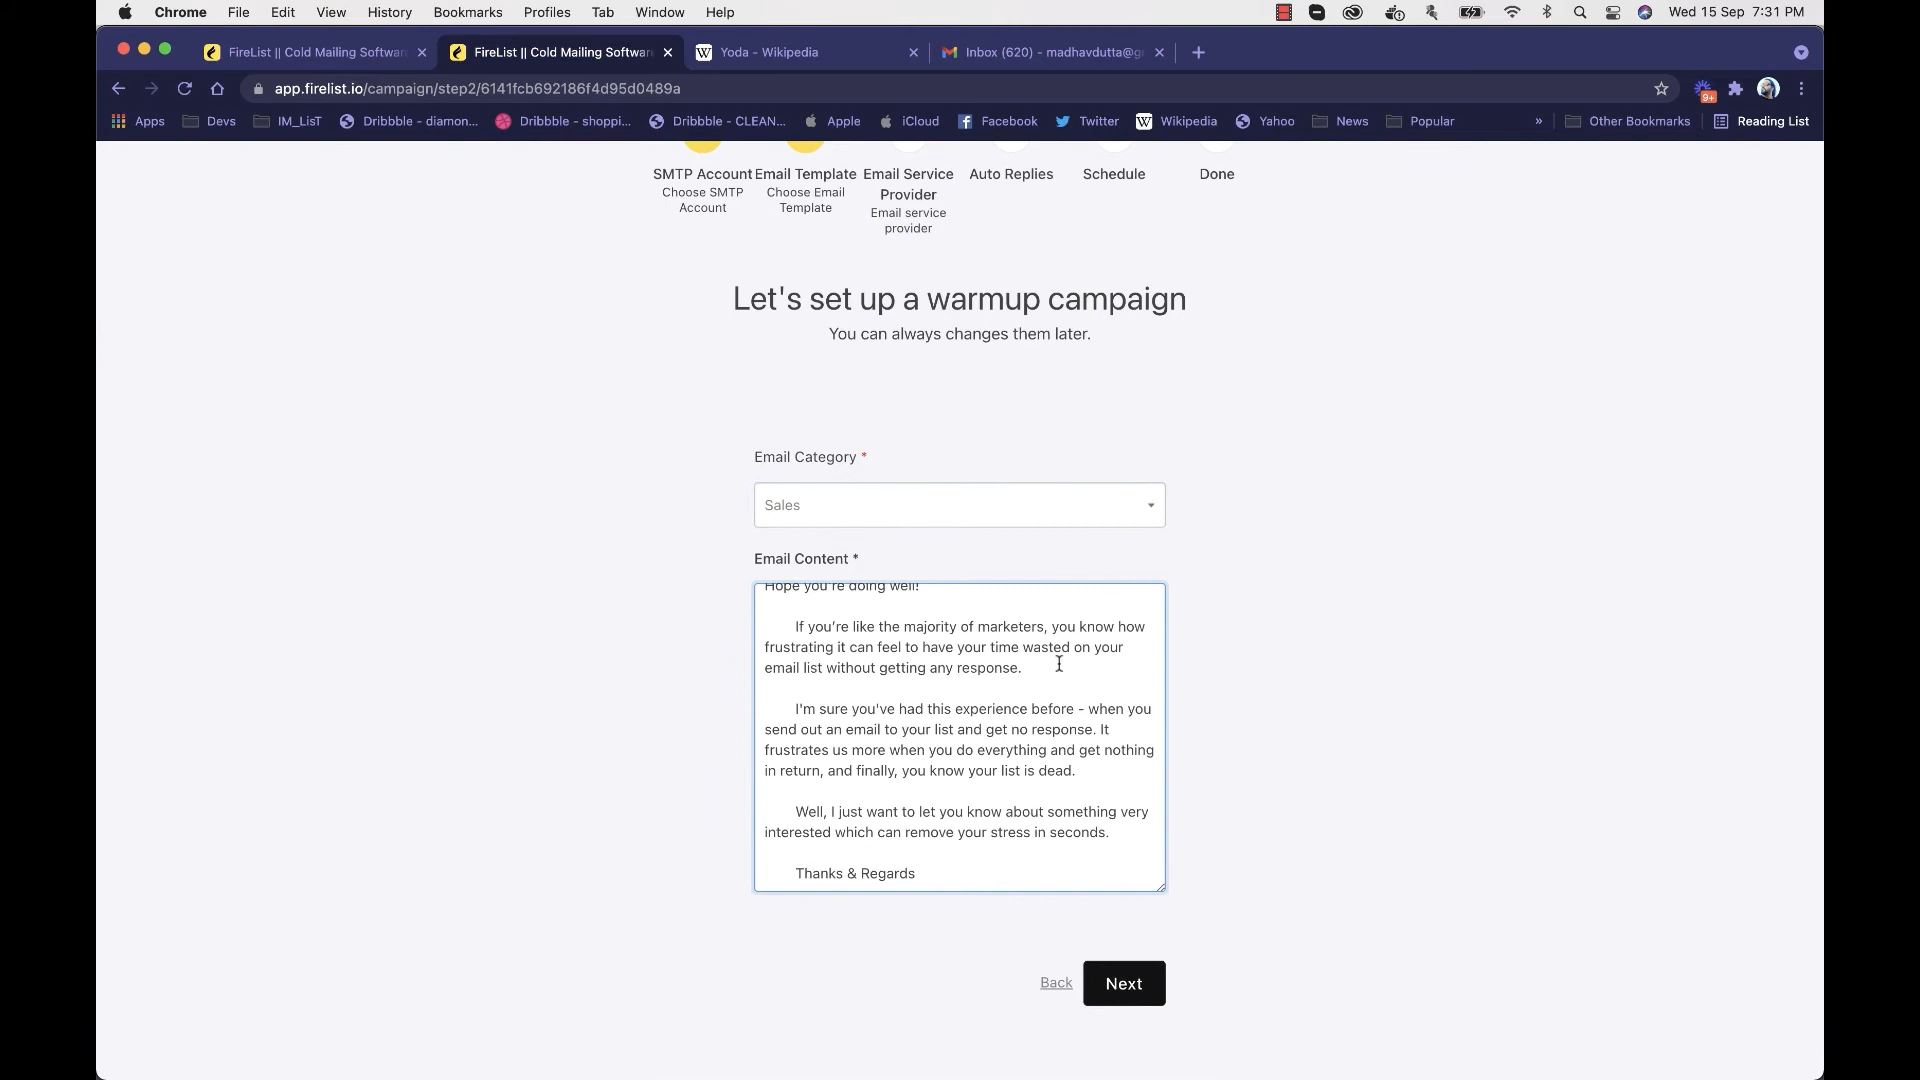 Chrome File Edit View History Bookmarks Profiles Tab Window Help Wed 15 Sep 7:31 PM
FireList || Cold Mailing Softwar FireList || Cold Mailing Softwar Yoda - Wikipedia Inbox (620) - madhavdutta@g
app.firelist.io/campaign/step2/6141fcb692186f4d95d0489a 9+
Apps Devs IM_LisT Dribbble - diamon... Dribbble - shoppi... Dribbble - CLEAN... Apple iCloud Facebook Twitter Wikipedia Yahoo News Popular » Other Bookmarks Reading List
SMTP Account Email Template Email Service Auto Replies Schedule Done
Choose SMTP Choose Email Provider
Account Template Email service
provider
Let's set up a warmup campaign
You can always changes them later.
Email Category *
Sales
Email Content *
Hope you're doing well!
If you’re like the majority of marketers, you know how
frustrating it can feel to have your time wasted on your
email list without getting any response.
I'm sure you've had this experience before - when you
send out an email to your list and get no response. It
frustrates us more when you do everything and get nothing
in return, and finally, you know your list is dead.
Well, I just want to let you know about something very
interested which can remove your stress in seconds.
Thanks & Regards
Back Next